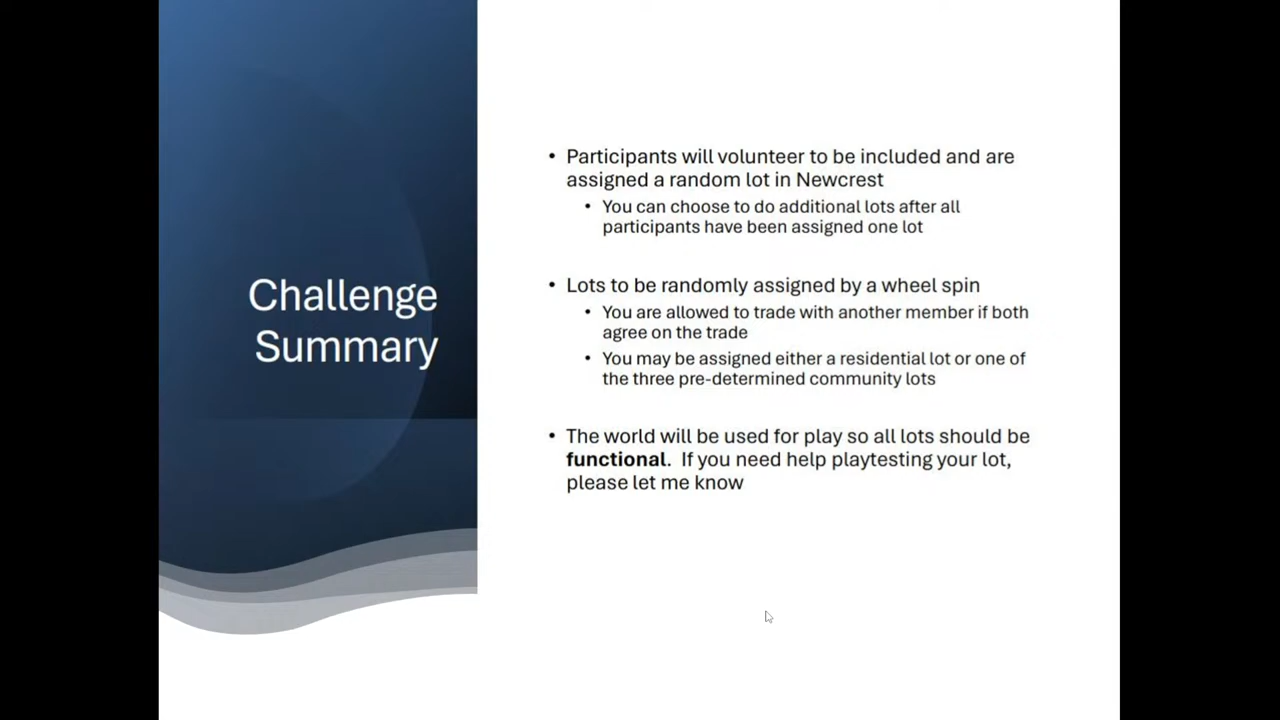 Challenge
Summary
• Participants will volunteer to be included and are
assigned a random lot in Newcrest
• You can choose to do additional lots after all
participants have been assigned one lot
• Lots to be randomly assigned by a wheel spin
• You are allowed to trade with another member if both
agree on the trade
• You may be assigned either a residential lot or one of
the three pre-determined community lots
• The world will be used for play so all lots should be
functional.  If you need help playtesting your lot,
please let me know